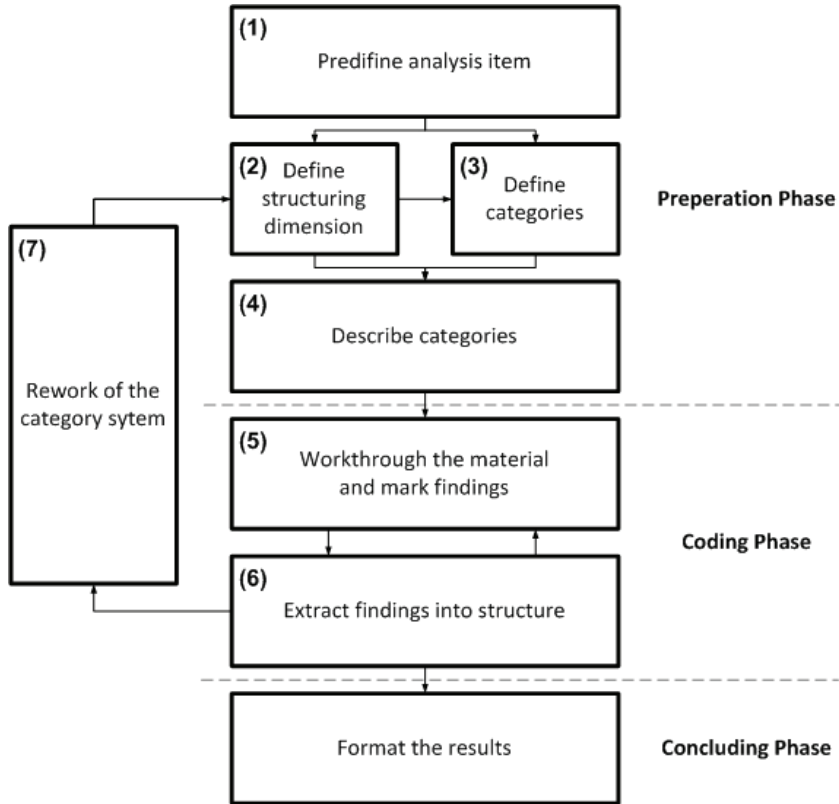 (1)
Predifine analysis item
(2)
Define
structuring
dimension
(3)
Define
categories
Preperation Phase
(4)
Describe categories
(7)
Rework of the
category sytem
(5)
Workthrough the material
and mark findings
Coding Phase
(6)
Extract findings into structure
Format the results
Concluding Phase